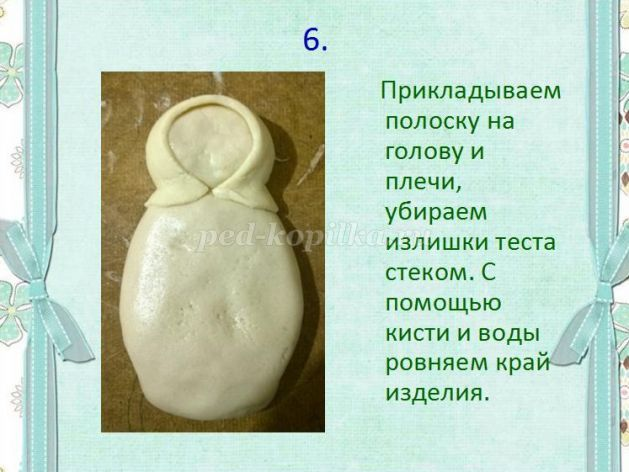 6.
Прикладываем
полоску на
голову и
плечи,
убираем
излишки теста
стеком. С
помощью
кисти и воды
ровняем край
изделия.
ped-kopilka.ru